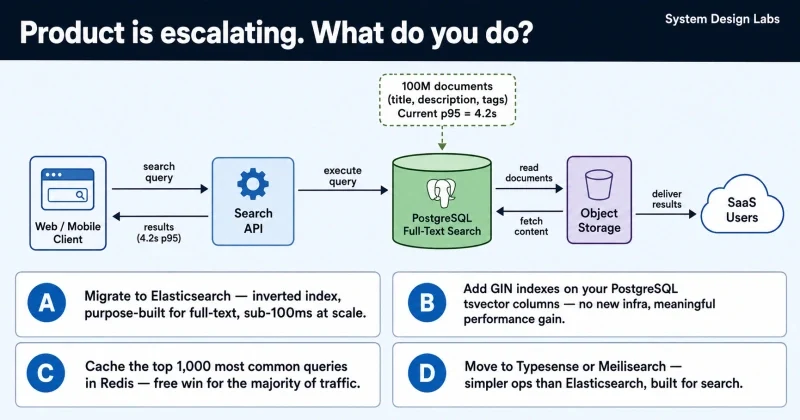 Product is escalating. What do you do?
System Design Labs
100M documents
(title, description, tags)
Current p95 = 4.2s
search
query
execute
query
read
documents
deliver
results
results
(4.2s p95)
fetch
content
Web / Mobile
Client
Search
API
PostgreSQL
Full-Text Search
Object
Storage
SaaS
Users
A
Migrate to Elasticsearch — inverted index,
purpose-built for full-text, sub-100ms at scale.
B
Add GIN indexes on your PostgreSQL
tsvector columns — no new infra, meaningful
performance gain.
C
Cache the top 1,000 most common queries
in Redis — free win for the majority of traffic.
D
Move to Typesense or Meilisearch —
simpler ops than Elasticsearch, built for search.